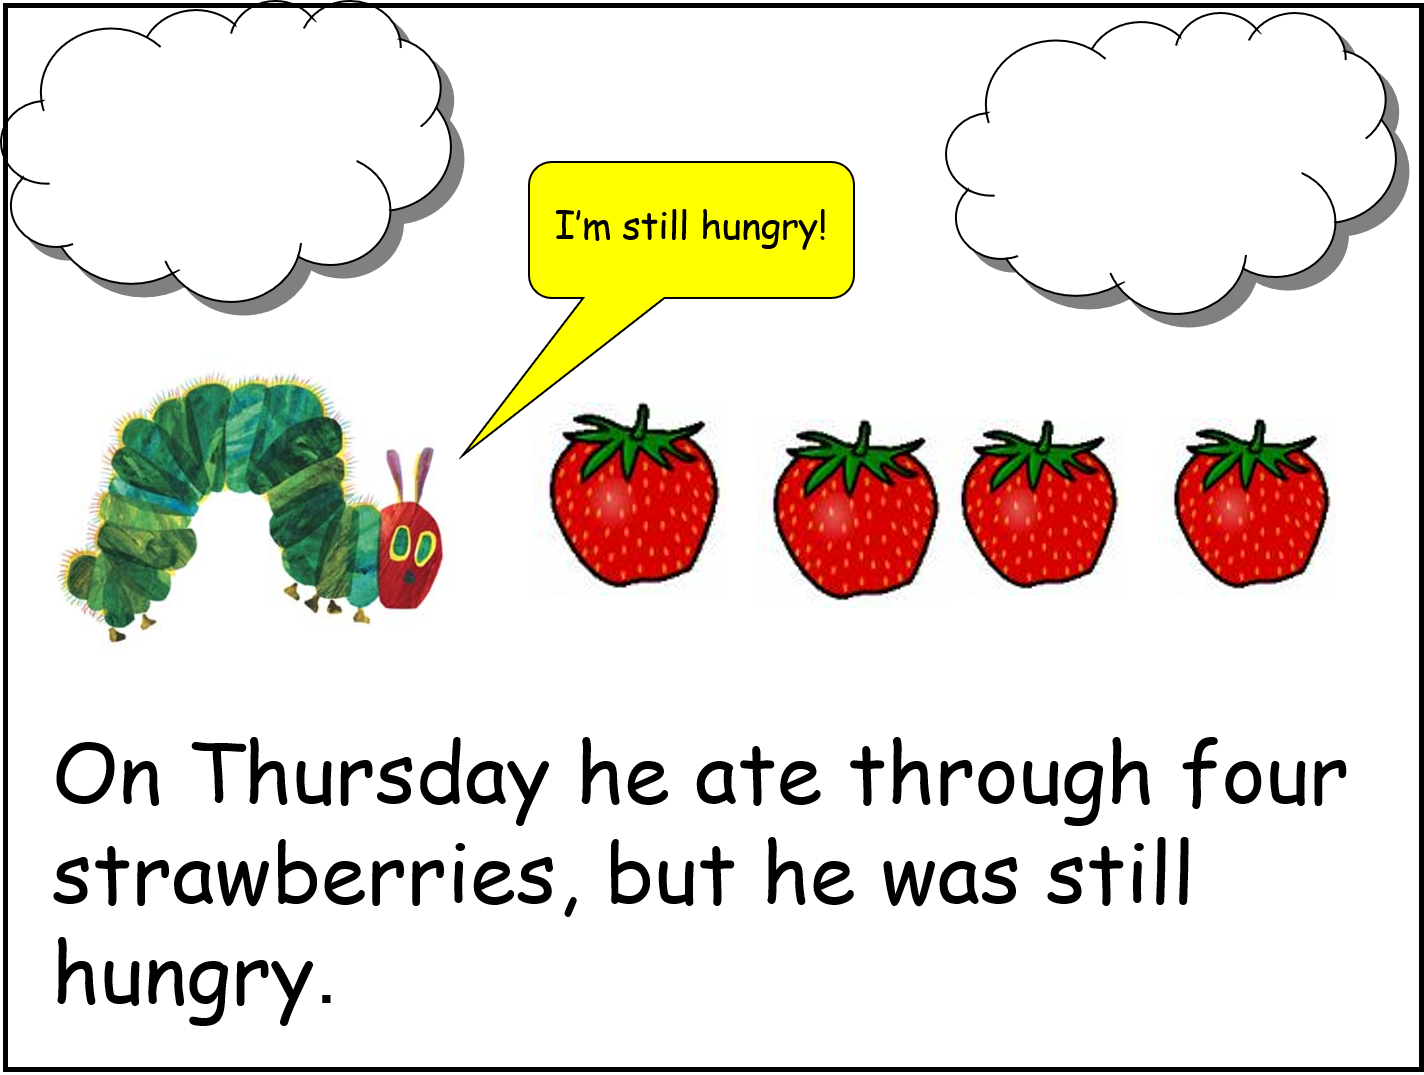 I’m still hungry!
On Thursday he ate through four
strawberries, but he was still
hungry.